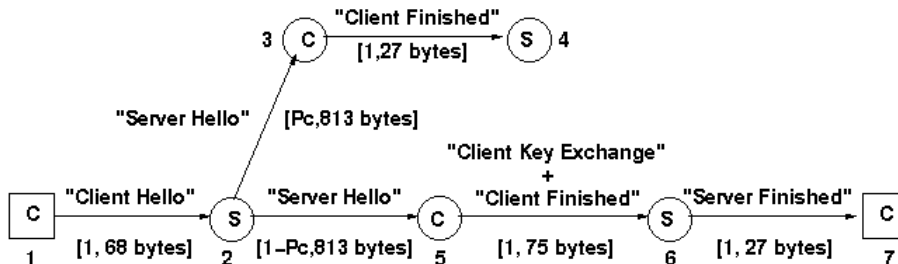 "Client Finished"
3 C S 4
[1,27 bytes]
"Server Hello" [Pc,813 bytes]
"Client Key Exchange"
+
"Client Hello" "Server Hello" "Client Finished" "Server Finished"
C S C S C
[1, 68 bytes] [1–Pc,813 bytes] [1, 75 bytes] [1, 27 bytes]
1 2 5 6 7